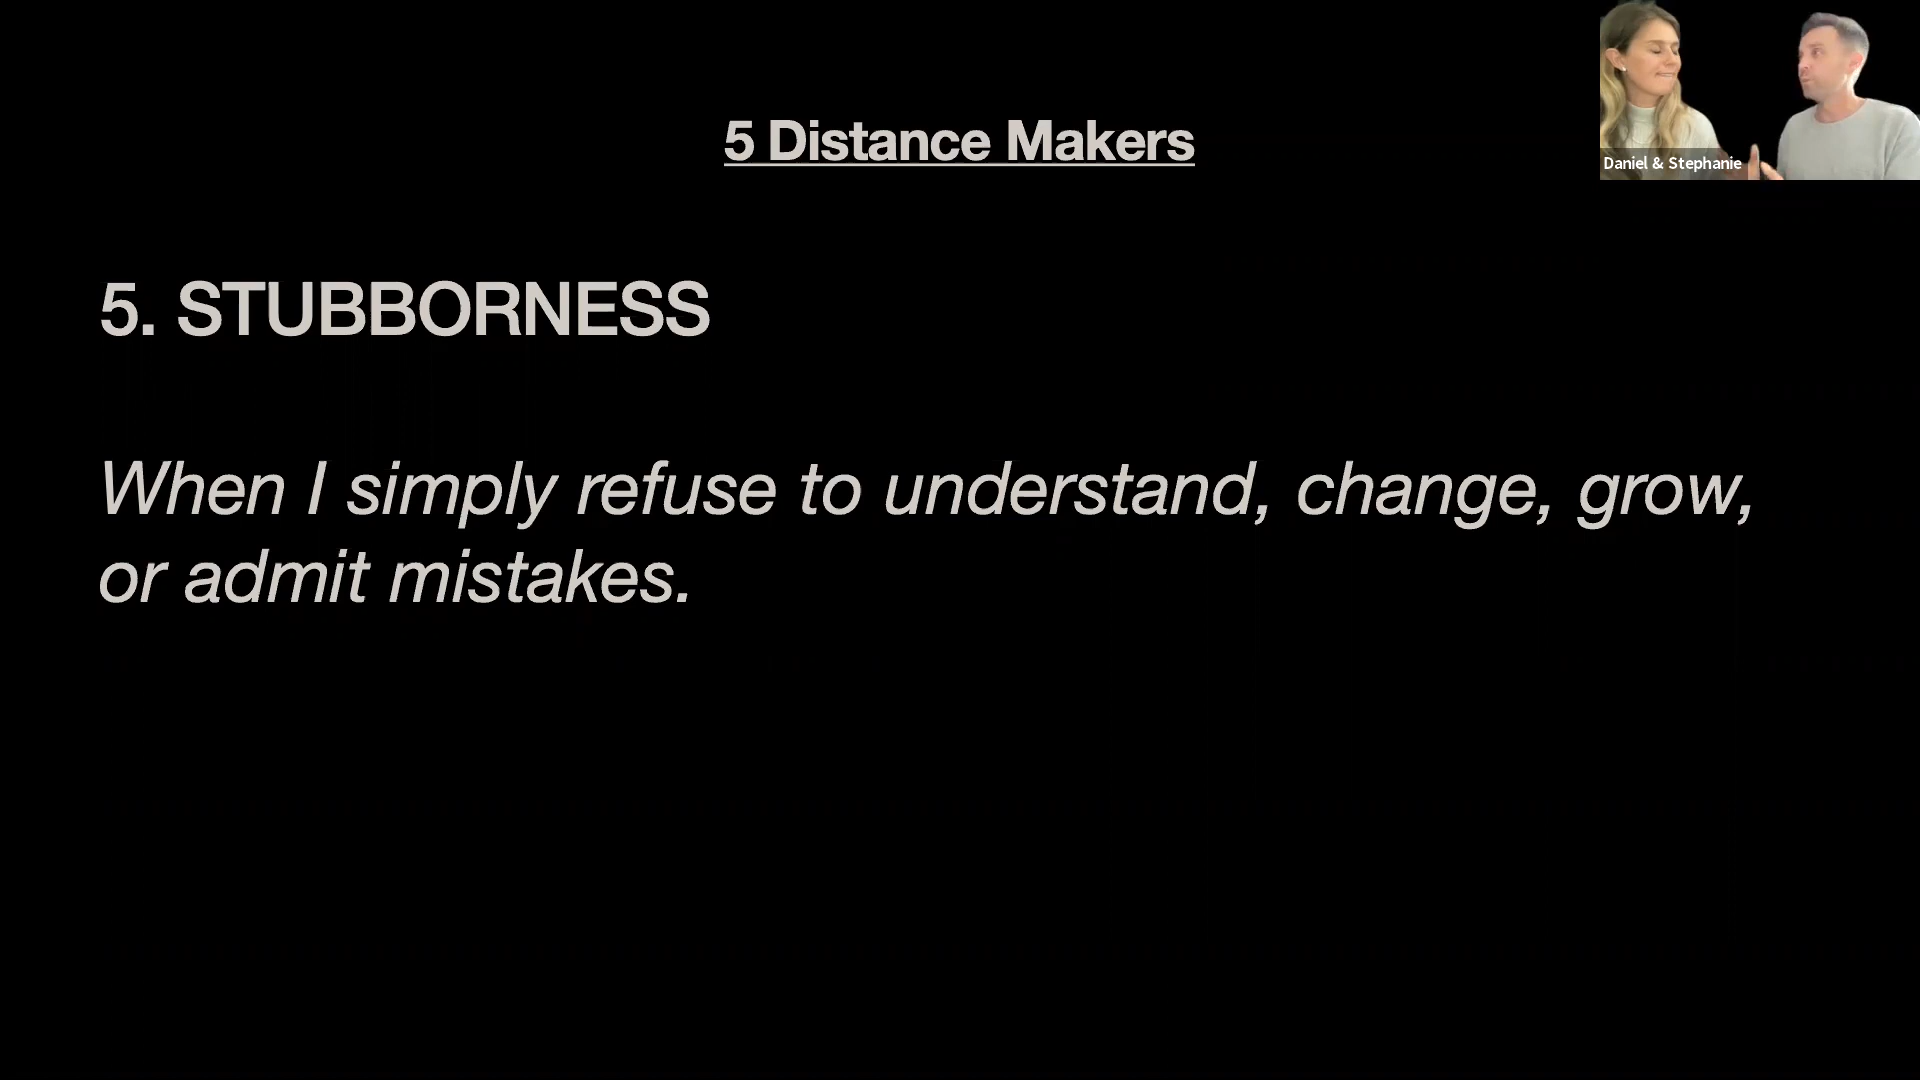 5 Distance Makers
Daniel & Stephanie
5. STUBBORNESS
When I simply refuse to understand, change, grow,
or admit mistakes.